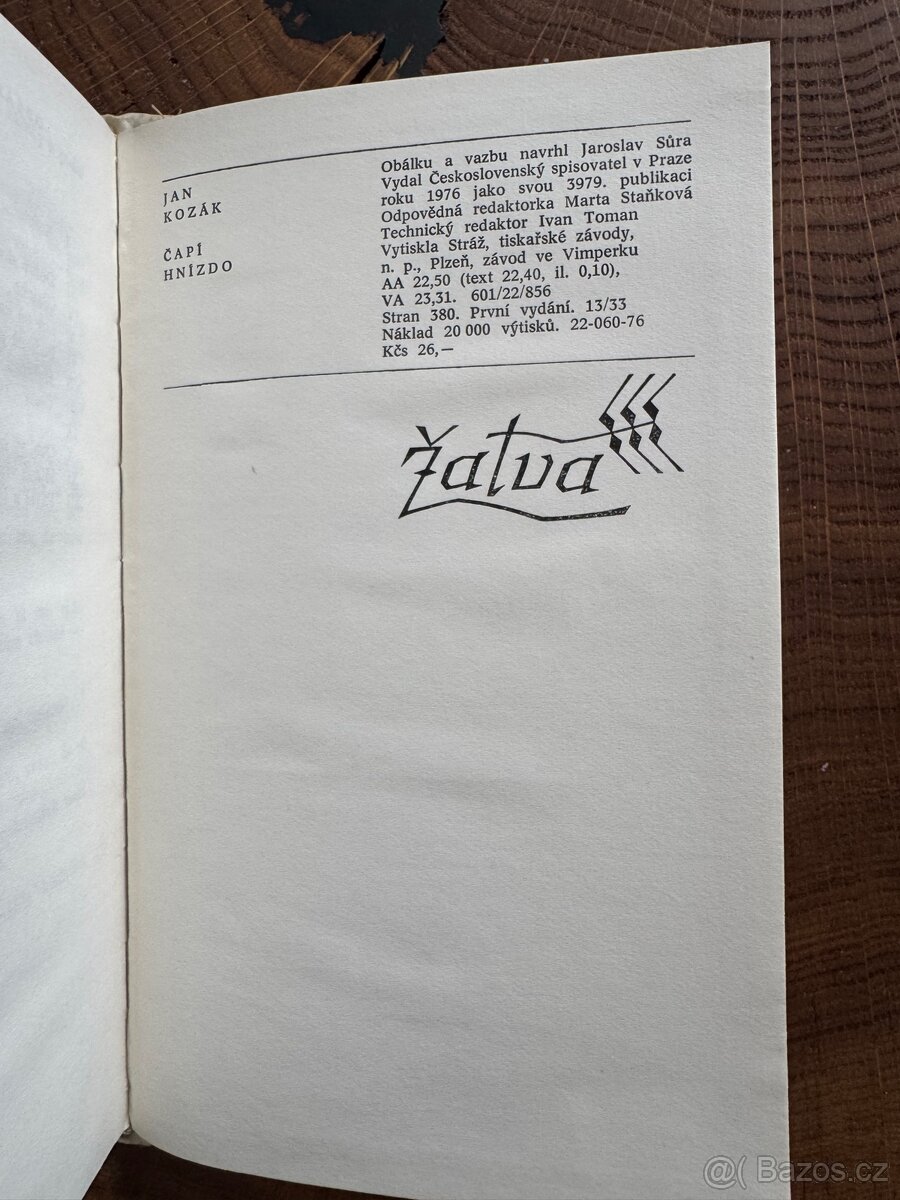 JAN
KOZÁK
ČAPÍ
HNÍZDO
Obálku a vazbu navrhl Jaroslav Sůra
Vydal Československý spisovatel v Praze
roku 1976 jako svou 3979. publikaci
Odpovědná redaktorka Marta Staňková
Technický redaktor Ivan Toman
Vytiskla Stráž, tiskařské závody,
n. p., Plzeň, závod ve Vimperku
AA 22,50 (text 22,40, il. 0,10),
VA 23,31. 601/22/856
Stran 380. První vydání. 13/33
Náklad 20 000 výtisků. 22-060-76
Kčs 26,—
žatva
@( Bazos.cz